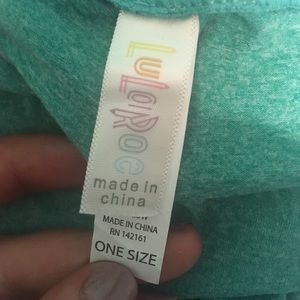 LuLaRoe
made in
china
MADE IN CHINA
RN 142161
ONE SIZE